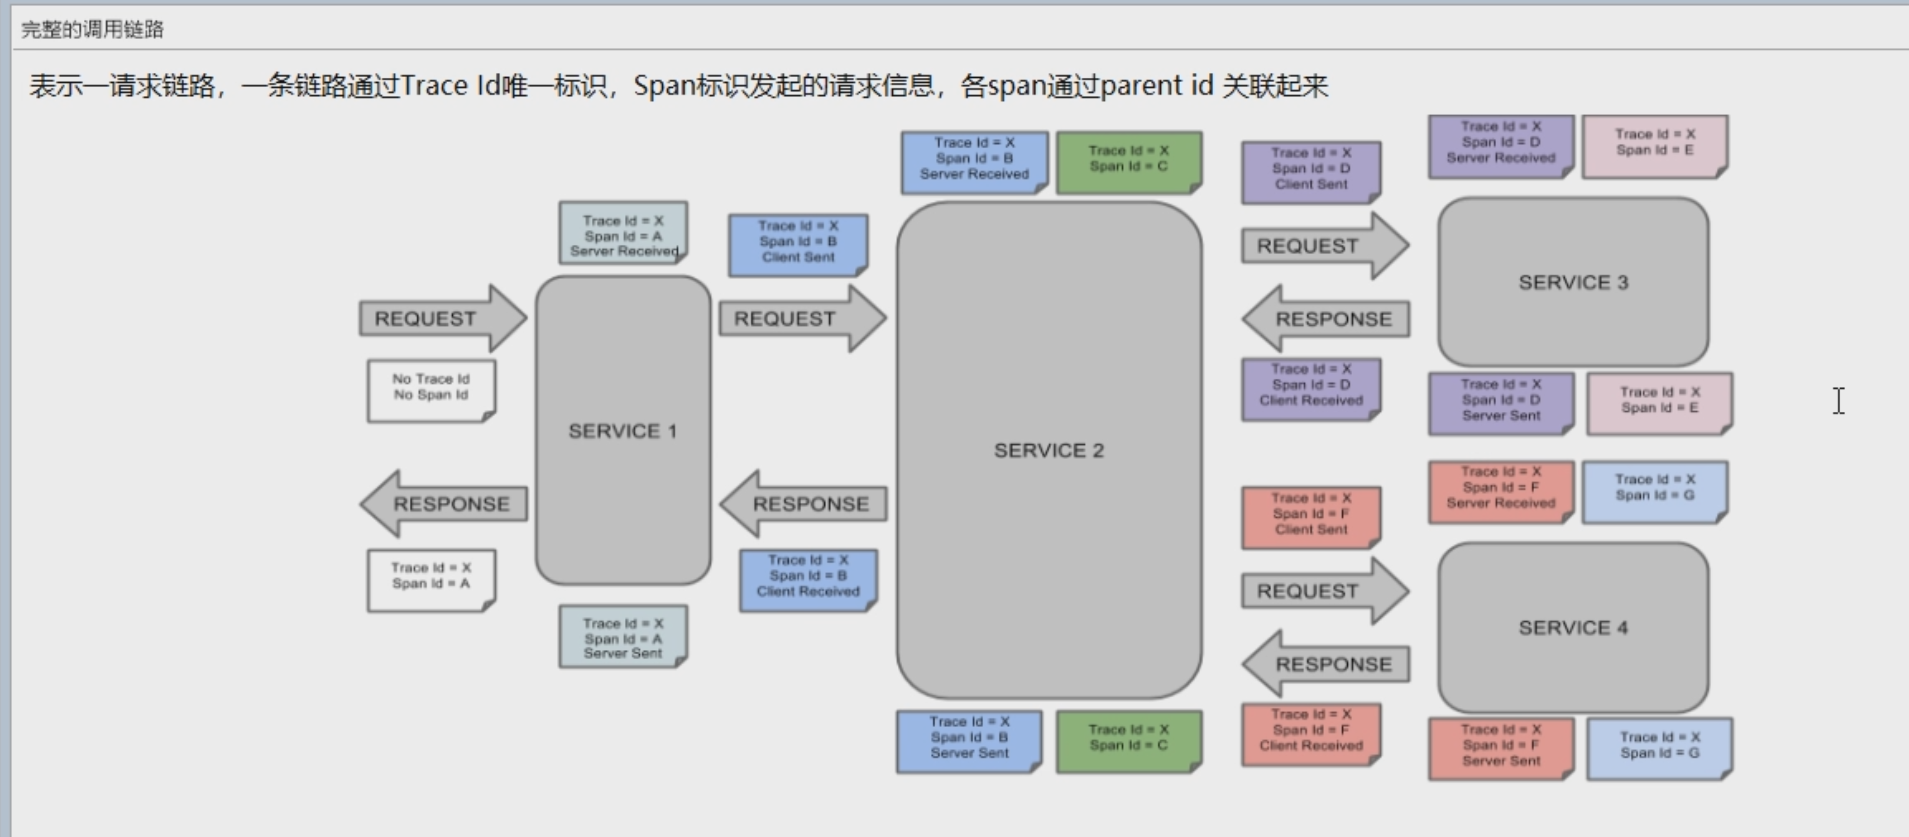 完整的调用链路
表示一请求链路，一条链路通过Trace Id唯一标识，Span标识发起的请求信息，各span通过parent id 关联起来
Trace Id = X
Span Id = A
Server Received
REQUEST
No Trace Id
No Span Id
SERVICE 1
RESPONSE
Trace Id = X
Span Id = A
Trace Id = X
Span Id = A
Server Sent
Trace Id = X
Span Id = B
Client Sent
REQUEST
RESPONSE
Trace Id = X
Span Id = B
Client Received
Trace Id = X
Span Id = B
Server Received
Trace Id = X
Span Id = C
SERVICE 2
Trace Id = X
Span Id = B
Server Sent
Trace Id = X
Span Id = C
Trace Id = X
Span Id = D
Client Sent
REQUEST
RESPONSE
Trace Id = X
Span Id = D
Client Received
Trace Id = X
Span Id = D
Server Received
Trace Id = X
Span Id = E
SERVICE 3
Trace Id = X
Span Id = D
Server Sent
Trace Id = X
Span Id = E
Trace Id = X
Span Id = F
Client Sent
REQUEST
RESPONSE
Trace Id = X
Span Id = F
Client Received
Trace Id = X
Span Id = F
Server Received
Trace Id = X
Span Id = G
SERVICE 4
Trace Id = X
Span Id = F
Server Sent
Trace Id = X
Span Id = G